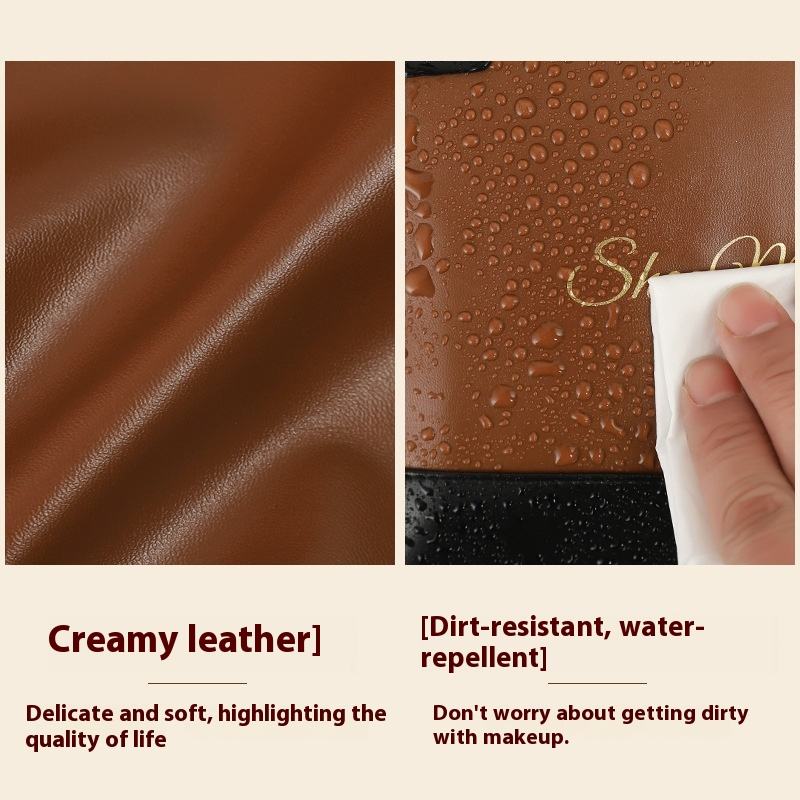 She
Creamy leather]
Delicate and soft, highlighting the
quality of life
[Dirt-resistant, water-
repellent]
Don't worry about getting dirty
with makeup.